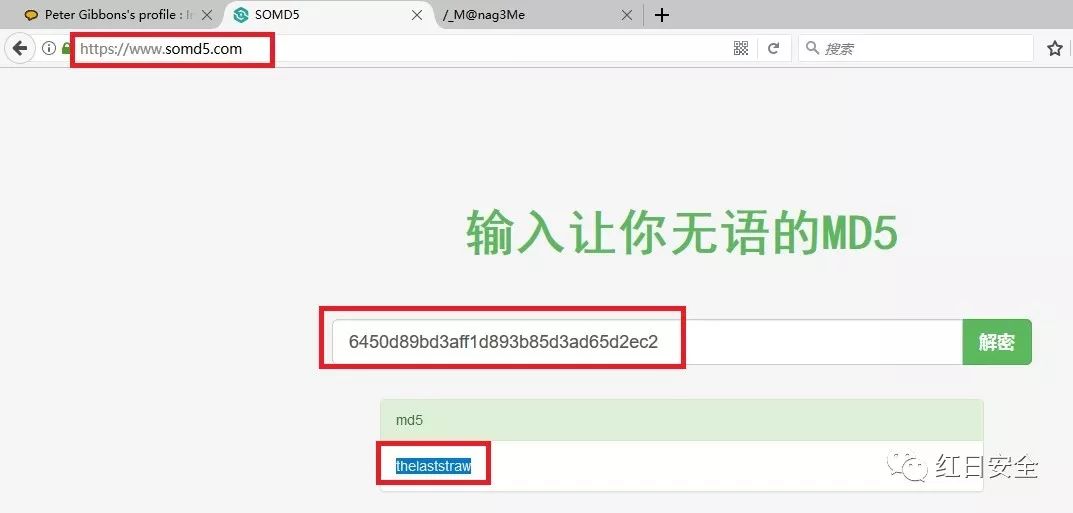 Peter Gibbons's profile : In
SOMD5
/_M@nag3Me
https://www.somd5.com
搜索
输入让你无语的MD5
6450d89bd3aff1d893b85d3ad65d2ec2
解密
md5
thelaststraw
红日安全